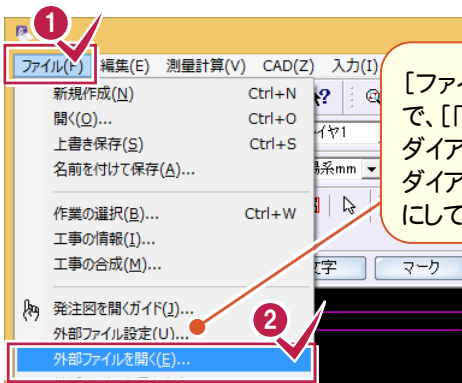 1
ファイル(F) 編集(E) 測量計算(V) CAD(Z) 入力(I)
新規作成(N) Ctrl+N
開く(O)... Ctrl+O
上書き保存(S) Ctrl+S
名前を付けて保存(A)...
作業の選択(B)... Ctrl+W
工事の情報(I)...
工事の合成(M)...
発注図を開くガイド(J)...
外部ファイル設定(U)...
2
外部ファイルを開く(E)...
イヤ1
系mm
文字
マーク
[ファイ
で、[「
ダイア
ダイア
にして